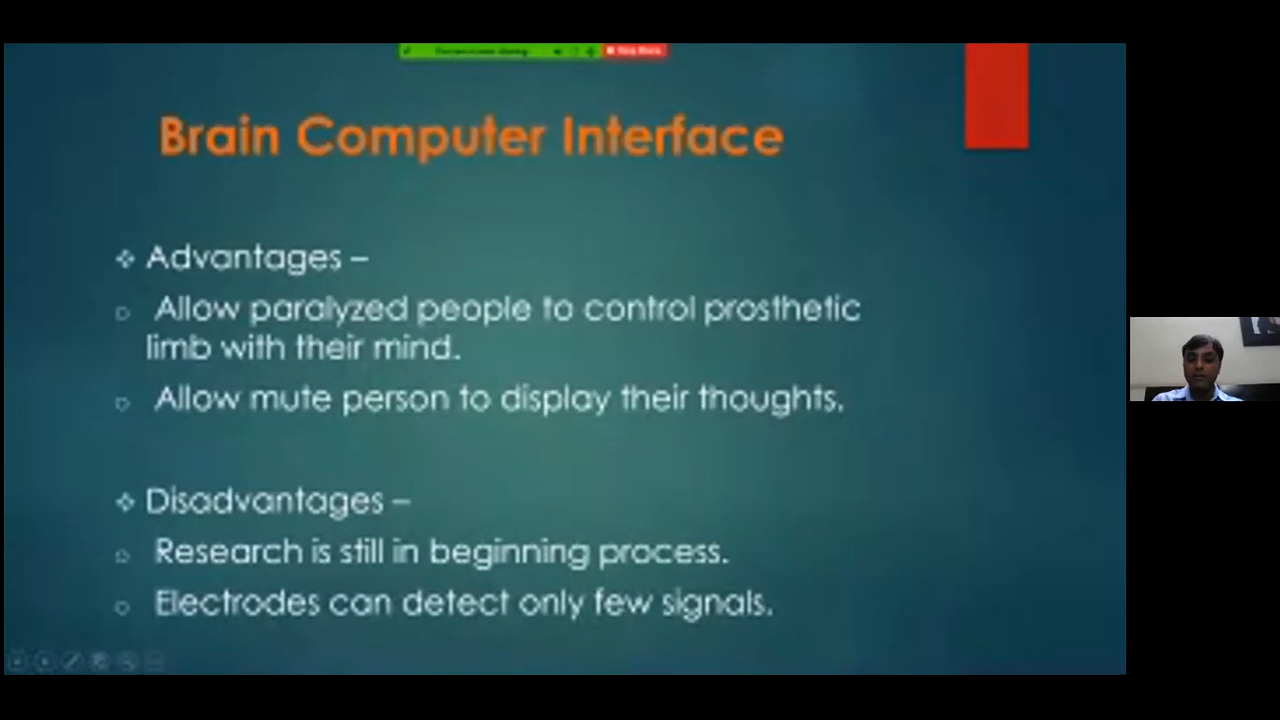 Brain Computer Interface
❖ Advantages –
o Allow paralyzed people to control prosthetic
limb with their mind.
o Allow mute person to display their thoughts.
❖ Disadvantages –
o Research is still in beginning process.
o Electrodes can detect only few signals.